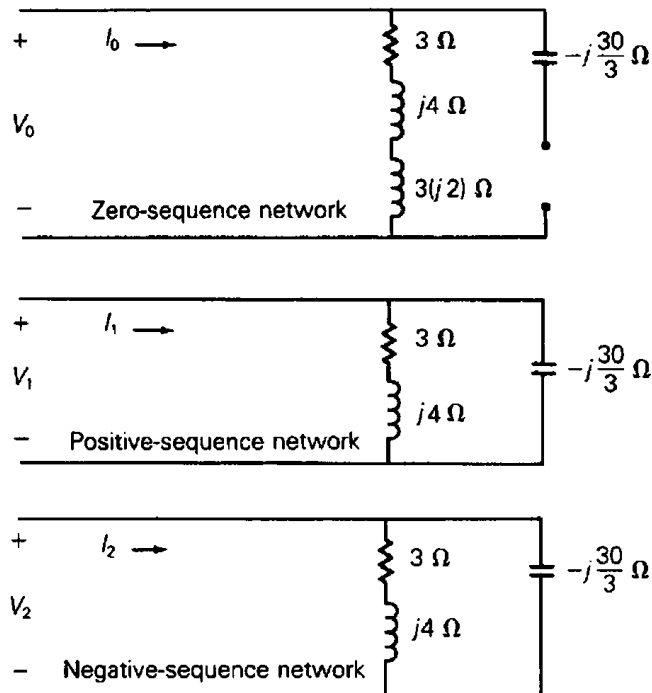 + I₀ → 3 Ω −j 30/3 Ω
j4 Ω
V₀
3(j2) Ω
− Zero-sequence network
+ I₁ → 3 Ω −j 30/3 Ω
V₁
j4 Ω
− Positive-sequence network
+ I₂ → 3 Ω −j 30/3 Ω
V₂
j4 Ω
− Negative-sequence network